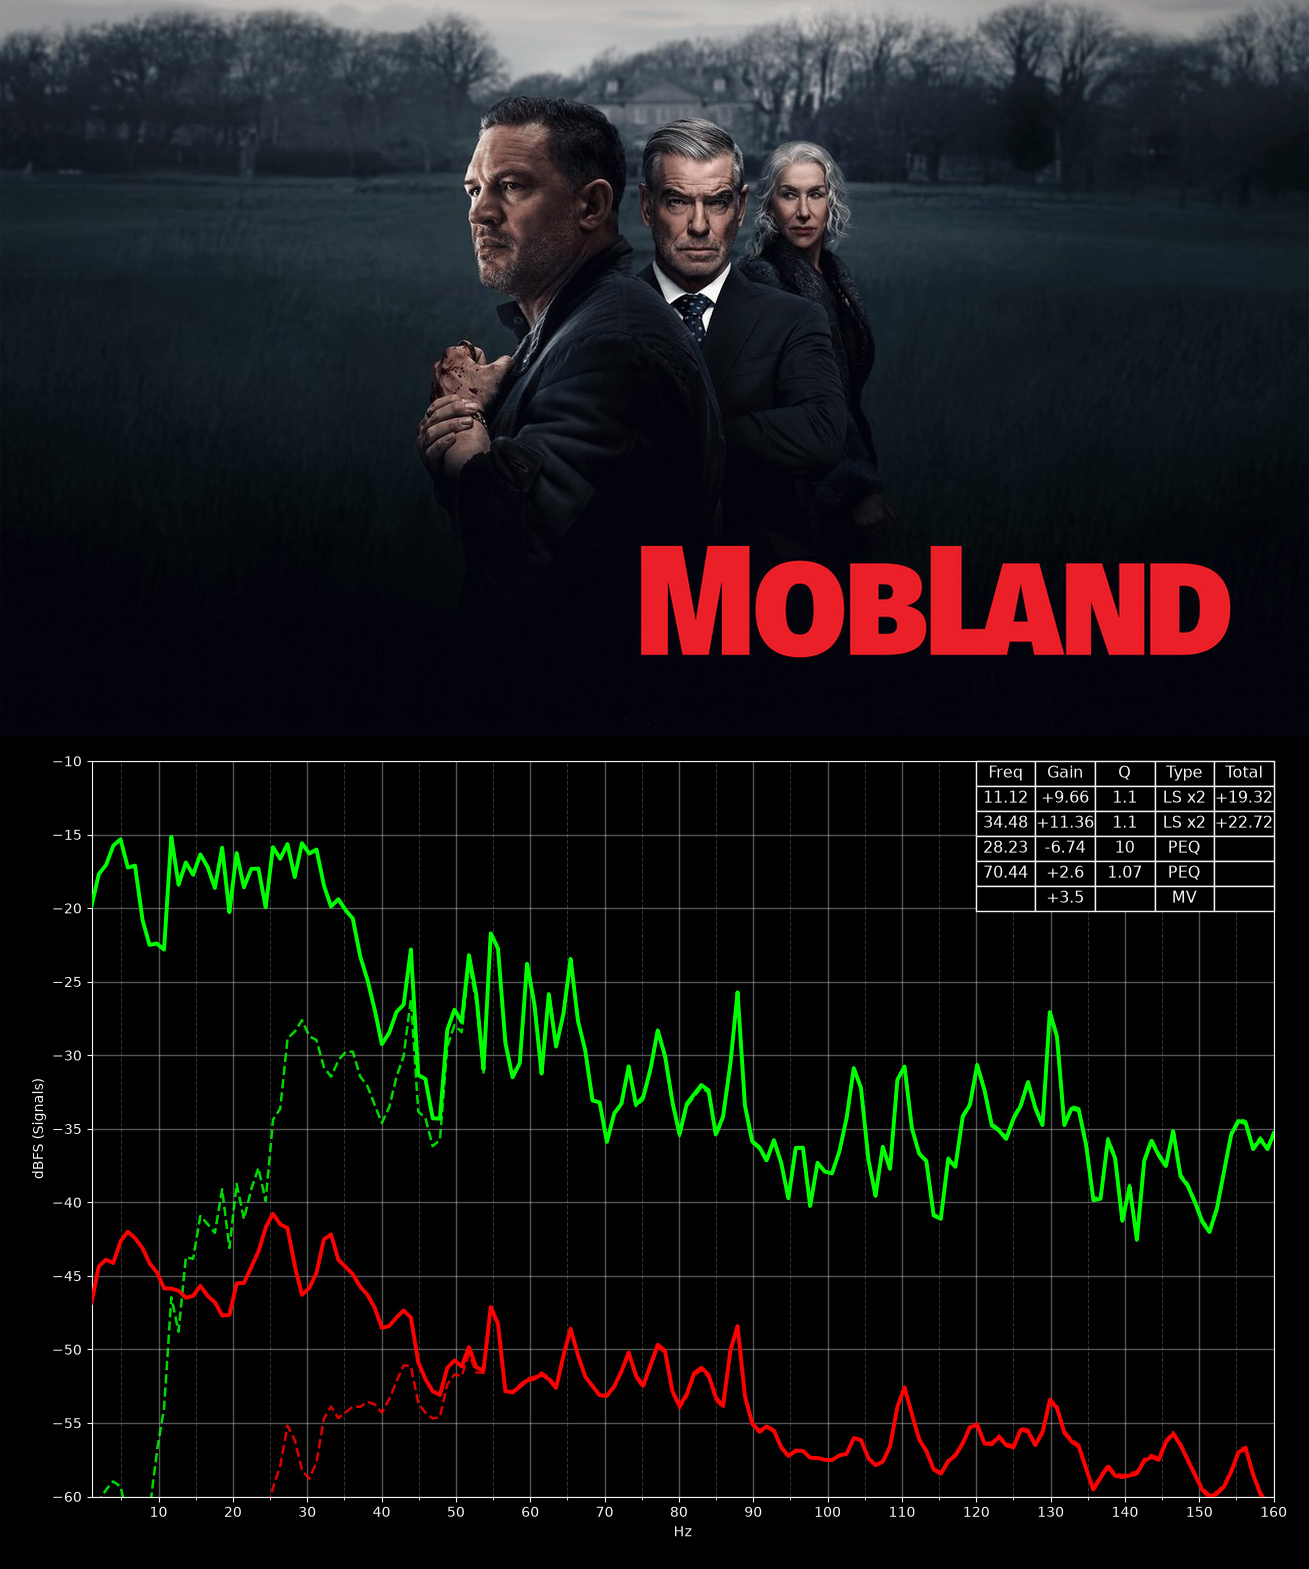 MOBLAND
Freq Gain Q Type Total
11.12 +9.66 1.1 LS x2 +19.32
34.48 +11.36 1.1 LS x2 +22.72
28.23 -6.74 10 PEQ
70.44 +2.6 1.07 PEQ
+3.5 MV
−10
−15
−20
−25
−30
−35
−40
−45
−50
−55
−60
dBFS (Signals)
10 20 30 40 50 60 70 80 90 100 110 120 130 140 150 160
Hz